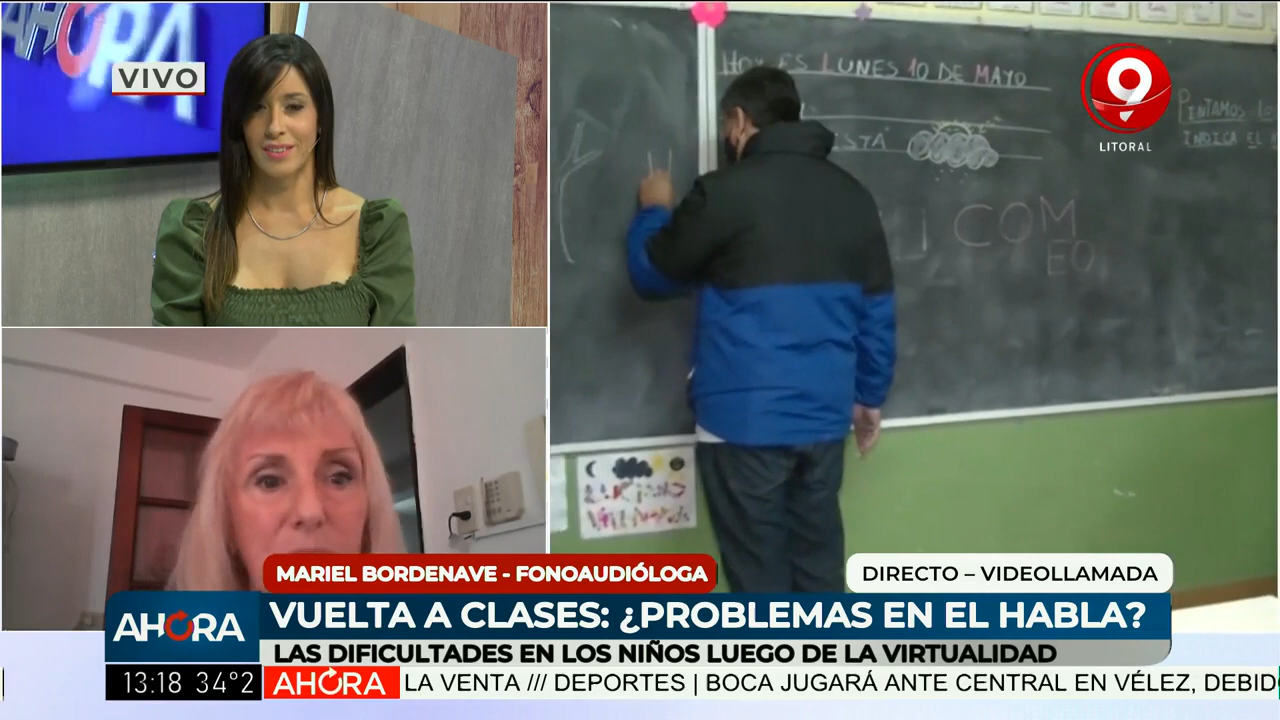 AHORA
VIVO
HOY ES LUNES 10 DE MAYO
ESTÁ
PINTAMOS
INDICA EL
COM
EO
9
LITORAL
MARIEL BORDENAVE - FONOAUDIÓLOGA
DIRECTO – VIDEOLLAMADA
AHORA
VUELTA A CLASES: ¿PROBLEMAS EN EL HABLA?
LAS DIFICULTADES EN LOS NIÑOS LUEGO DE LA VIRTUALIDAD
13:18 34°2
AHORA
LA VENTA /// DEPORTES | BOCA JUGARÁ ANTE CENTRAL EN VÉLEZ, DEBID